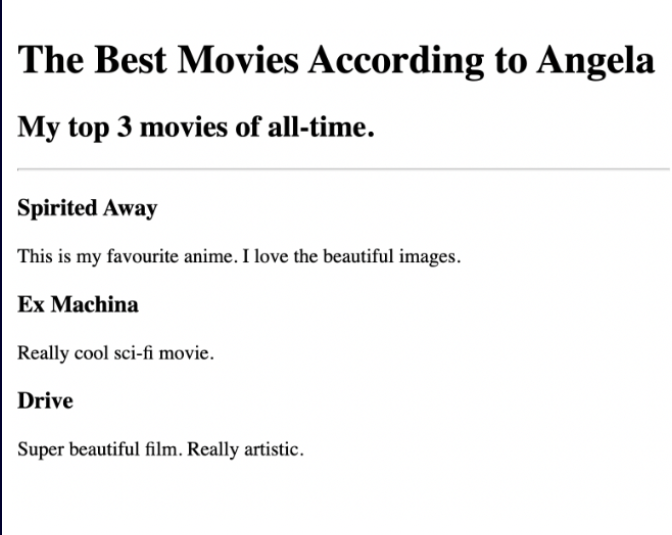 The Best Movies According to Angela
My top 3 movies of all-time.
Spirited Away
This is my favourite anime. I love the beautiful images.
Ex Machina
Really cool sci-fi movie.
Drive
Super beautiful film. Really artistic.